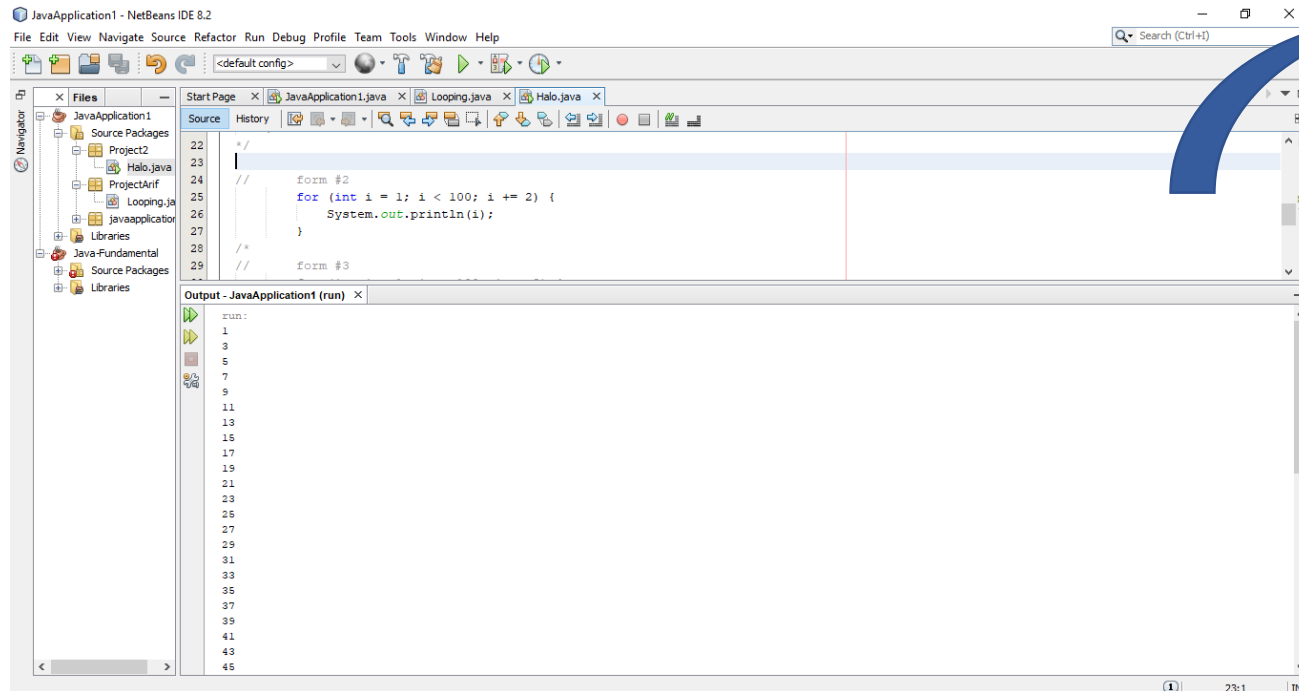 JavaApplication1 - NetBeans IDE 8.2
File Edit View Navigate Source Refactor Run Debug Profile Team Tools Window Help
Search (Ctrl+I)
<default config>
Files
Start Page
JavaApplication1.java
Looping.java
Halo.java
Navigator
Source History
JavaApplication1
Source Packages
Project2
Halo.java
ProjectArif
Looping.ja
javaapplication
Libraries
Java-Fundamental
Source Packages
Libraries
22 */
23
24 // form #2
25 for (int i = 1; i < 100; i += 2) {
26 System.out.println(i);
27 }
28 /*
29 // form #3
Output - JavaApplication1 (run)
run:
1
3
5
7
9
11
13
15
17
19
21
23
25
27
29
31
33
35
37
39
41
43
45
1
23:1